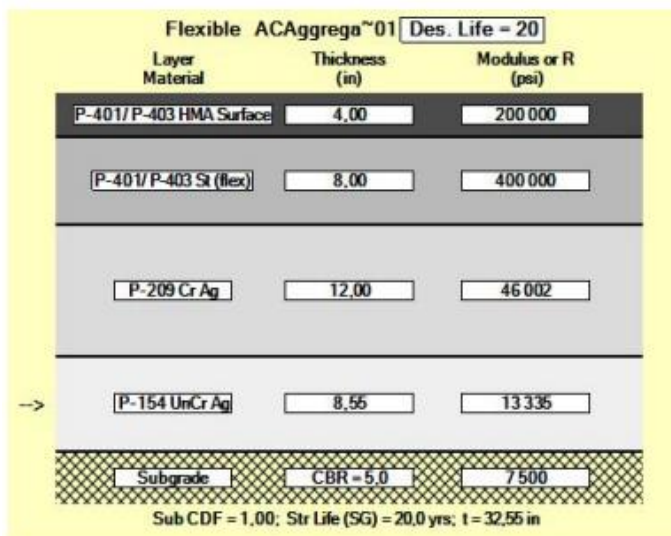 Flexible ACAggrega~01 Des. Life = 20
Layer Material Thickness (in) Modulus or R (psi)
P-401/ P-403 HMA Surface 4,00 200 000
P-401/ P-403 St (flex) 8,00 400 000
P-209 Cr Ag 12,00 46 002
--> P-154 UnCr Ag 8,55 13 335
Subgrade CBR = 5,0 7 500
Sub CDF = 1,00; Str Life (SG) = 20,0 yrs; t = 32,55 in